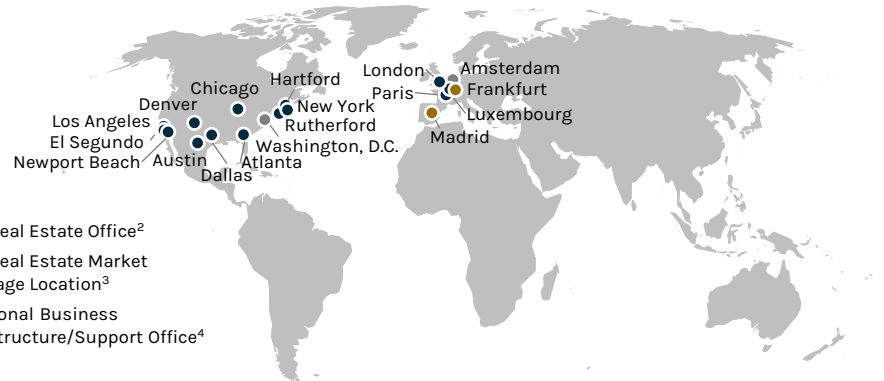 Hartford
London
Amsterdam
Chicago
Paris
Frankfurt
Denver
New York
Los Angeles
Rutherford
Luxembourg
El Segundo
Washington, D.C.
Madrid
Newport Beach
Austin
Atlanta
Dallas
eal Estate Office²
eal Estate Market
age Location³
onal Business
tructure/Support Office⁴